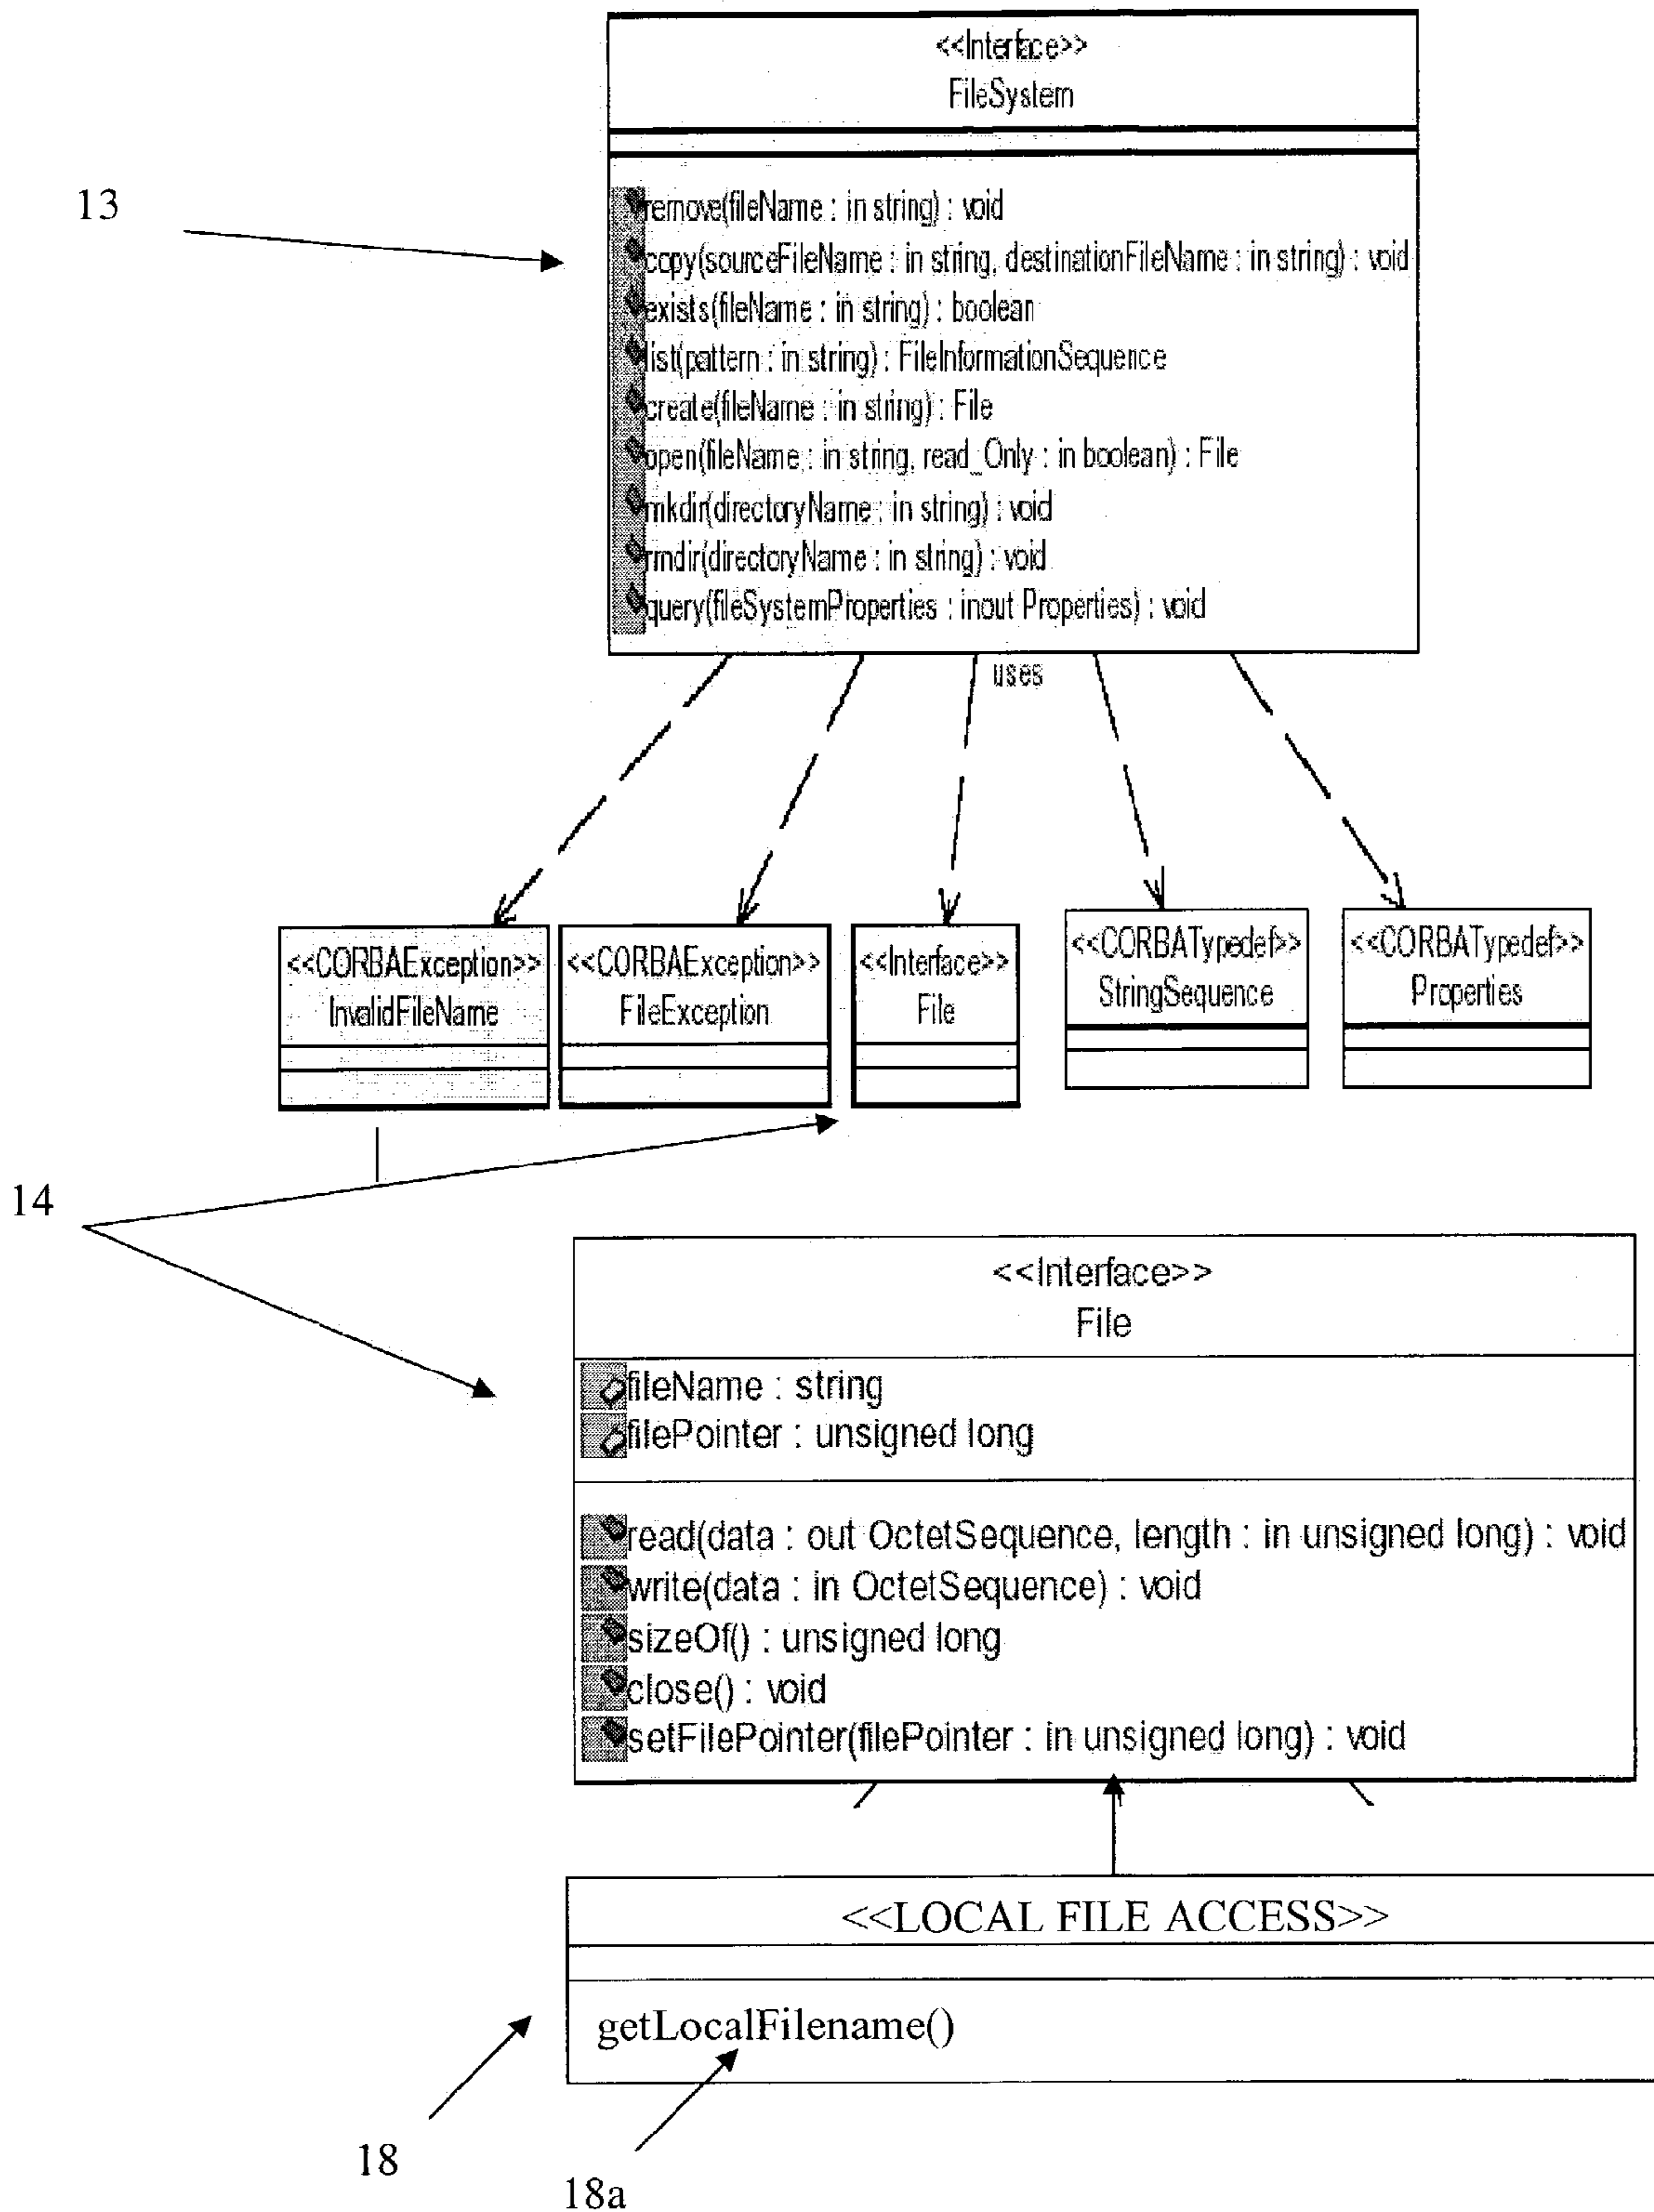 <<Interface>>
FileSystem
13
remove(fileName : in string) : void
copy(sourceFileName : in string, destinationFileName : in string) : void
exists(fileName : in string) : boolean
list(pattern : in string) : FileInformationSequence
create(fileName : in string) : File
open(fileName : in string, read_Only : in boolean) : File
mkdir(directoryName : in string) : void
rmdir(directoryName : in string) : void
query(fileSystemProperties : inout Properties) : void
uses
<<CORBAException>>
InvalidFileName
<<CORBAException>>
FileException
<<Interface>>
File
<<CORBATypedef>>
StringSequence
<<CORBATypedef>>
Properties
14
<<Interface>>
File
fileName : string
filePointer : unsigned long
read(data : out OctetSequence, length : in unsigned long) : void
write(data : in OctetSequence) : void
sizeOf() : unsigned long
close() : void
setFilePointer(filePointer : in unsigned long) : void
<<LOCAL FILE ACCESS>>
getLocalFilename()
18
18a